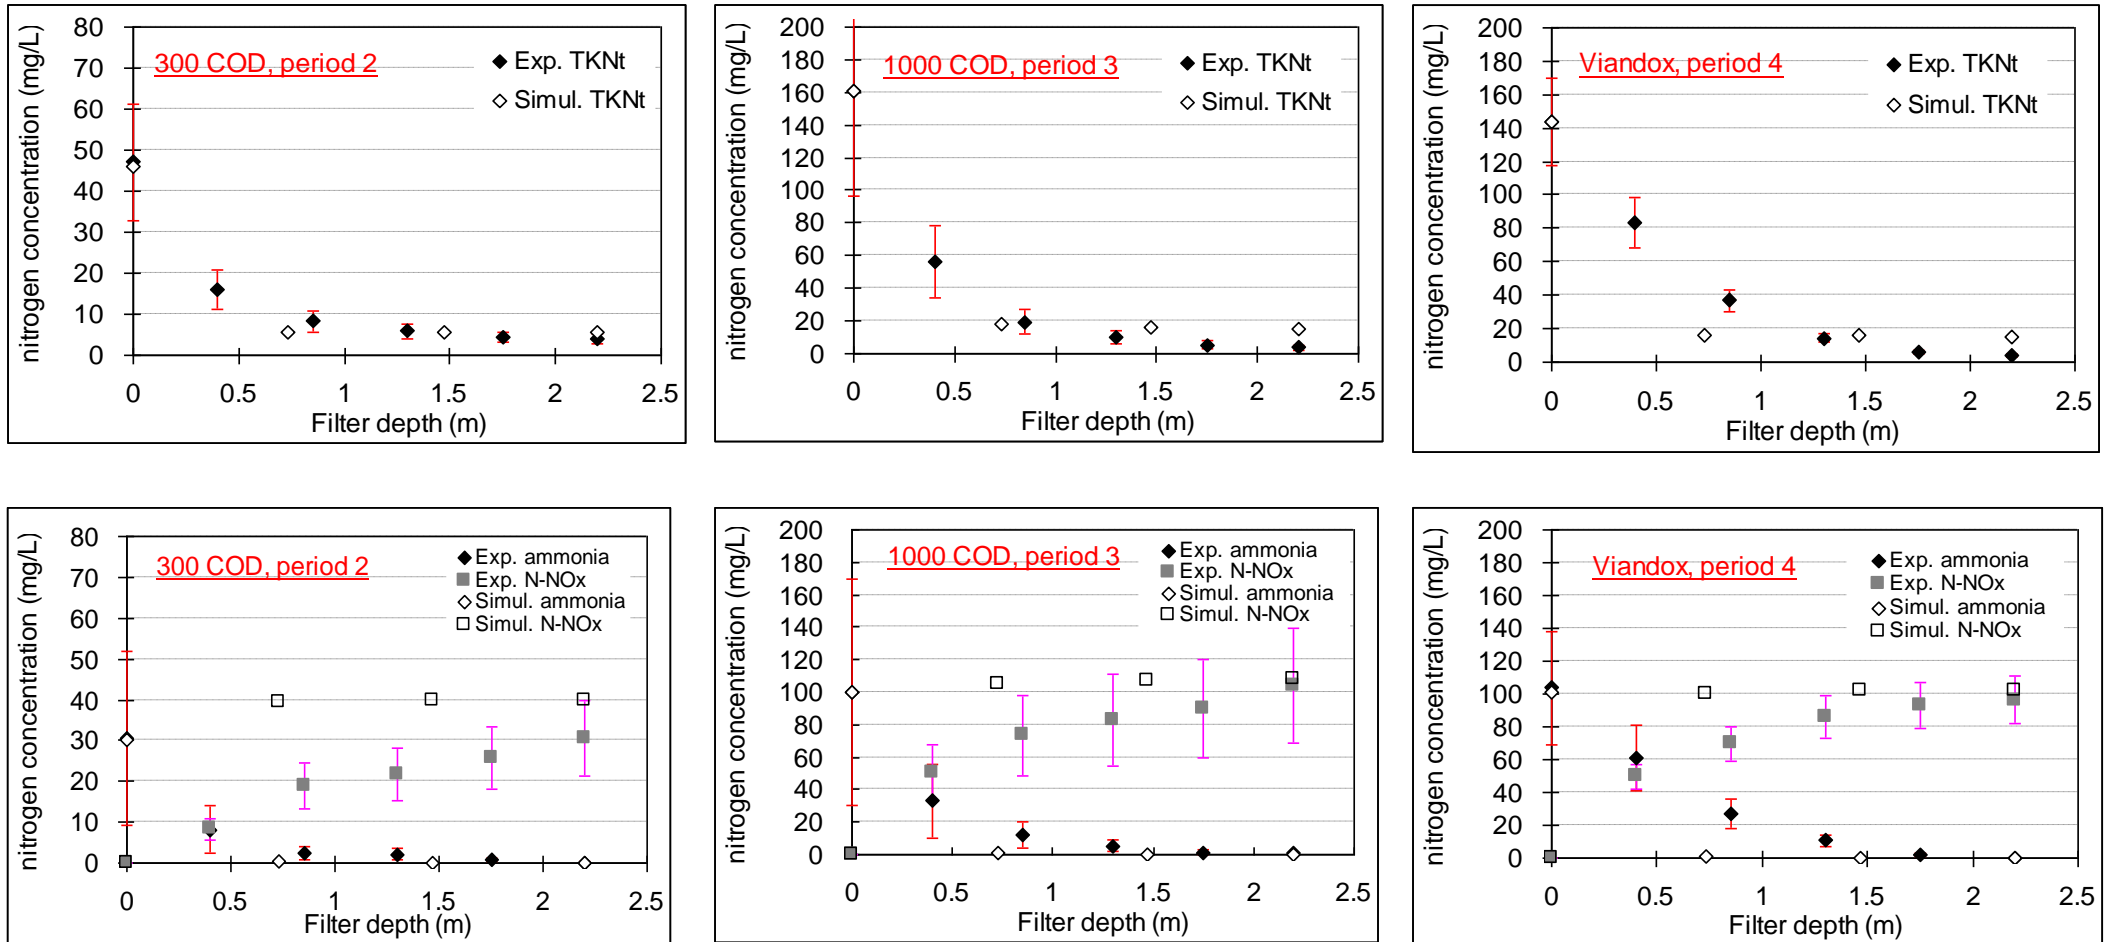 nitrogen concentration (mg/L)
80
70
60
50
40
30
20
10
0
300 COD, period 2
Exp. TKNt
Simul. TKNt
0
0.5
1
1.5
2
2.5
Filter depth (m)
nitrogen concentration (mg/L)
200
180
160
140
120
100
80
60
40
20
0
1000 COD, period 3
Exp. TKNt
Simul. TKNt
0
0.5
1
1.5
2
2.5
Filter depth (m)
nitrogen concentration (mg/L)
200
180
160
140
120
100
80
60
40
20
0
Viandox, period 4
Exp. TKNt
Simul. TKNt
0
0.5
1
1.5
2
2.5
Filter depth (m)
nitrogen concentration (mg/L)
80
70
60
50
40
30
20
10
0
300 COD, period 2
Exp. ammonia
Exp. N-NOx
Simul. ammonia
Simul. N-NOx
0
0.5
1
1.5
2
2.5
Filter depth (m)
nitrogen concentration (mg/L)
200
180
160
140
120
100
80
60
40
20
0
1000 COD, period 3
Exp. ammonia
Exp. N-NOx
Simul. ammonia
Simul. N-NOx
0
0.5
1
1.5
2
2.5
Filter depth (m)
nitrogen concentration (mg/L)
200
180
160
140
120
100
80
60
40
20
0
Viandox, period 4
Exp. ammonia
Exp. N-NOx
Simul. ammonia
Simul. N-NOx
0
0.5
1
1.5
2
2.5
Filter depth (m)